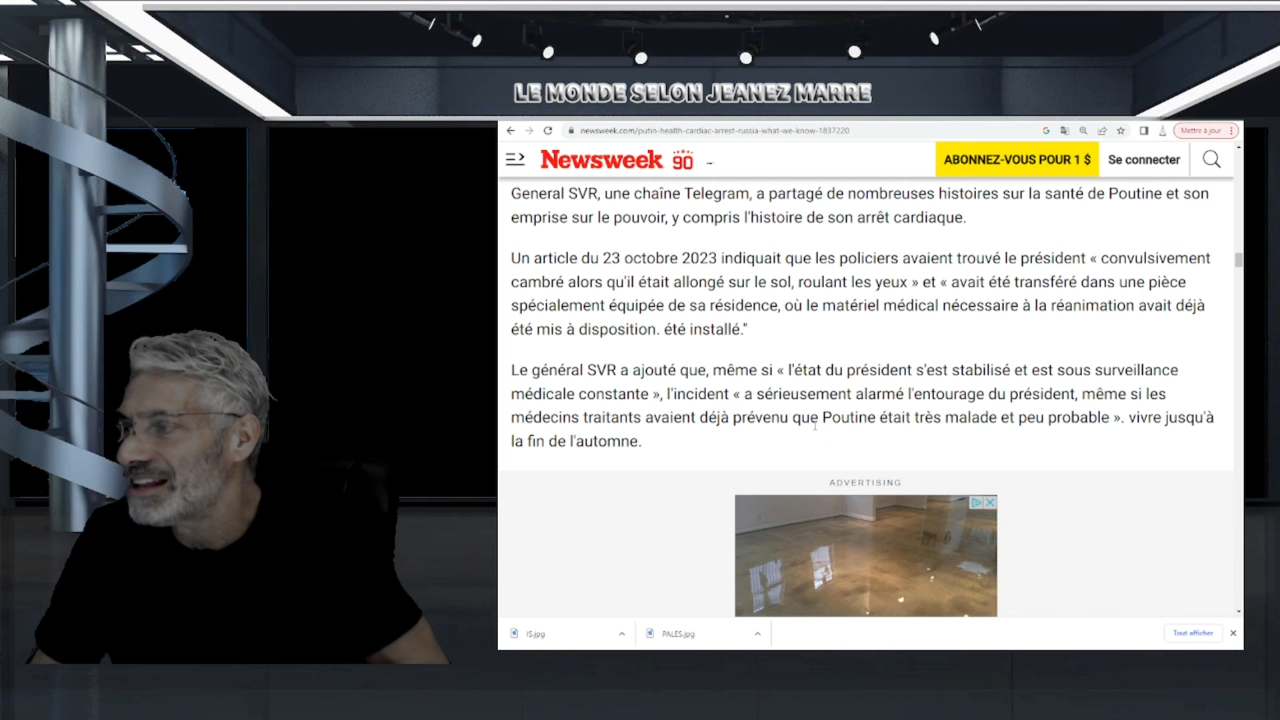 LE MONDE SELON JEANEZ MARRE
newsweek.com/putin-health-cardiac-arrest-russia-what-we-know-1837220
Mettre à jour
Newsweek 90
ABONNEZ-VOUS POUR 1 $
Se connecter
General SVR, une chaîne Telegram, a partagé de nombreuses histoires sur la santé de Poutine et son
emprise sur le pouvoir, y compris l'histoire de son arrêt cardiaque.
Un article du 23 octobre 2023 indiquait que les policiers avaient trouvé le président « convulsivement
cambré alors qu'il était allongé sur le sol, roulant les yeux » et « avait été transféré dans une pièce
spécialement équipée de sa résidence, où le matériel médical nécessaire à la réanimation avait déjà
été mis à disposition. été installé."
Le général SVR a ajouté que, même si « l'état du président s'est stabilisé et est sous surveillance
médicale constante », l'incident « a sérieusement alarmé l'entourage du président, même si les
médecins traitants avaient déjà prévenu que Poutine était très malade et peu probable ». vivre jusqu'à
la fin de l'automne.
ADVERTISING
IS.jpg
PALES.jpg
Tout afficher